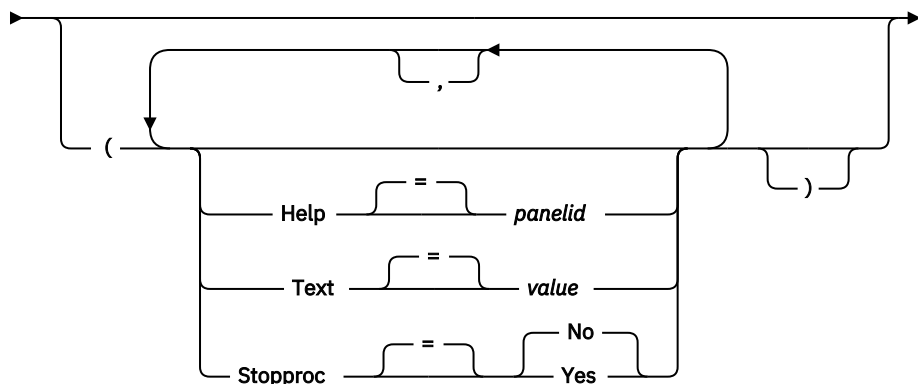 ,
(
)
=
Help panelid
=
Text value
No
=
Stopproc Yes